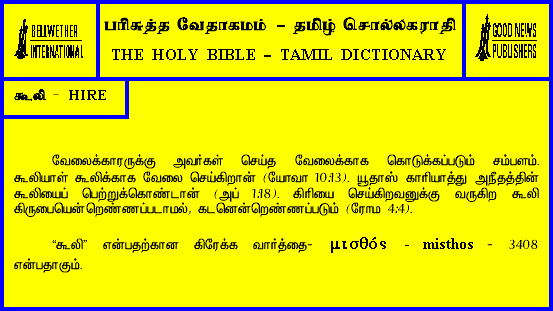 BELLWETHER
INTERNATIONAL
பரிசுத்த வேதாகமம் - தமிழ் சொல்லகராதி
THE HOLY BIBLE – TAMIL DICTIONARY
GOOD NEWS
PUBLISHERS
கூலி - HIRE
வேலைக்காரருக்கு அவர்கள் செய்த வேலைக்காக கொடுக்கப்படும் சம்பளம்.
கூலியாள் கூலிக்காக வேலை செய்கிறான் (யோவா 10:13). யூதாஸ் காரியாத்து அநீதத்தின்
கூலியைப் பெற்றுக்கொண்டான் (அப் 1:18). கிரியை செய்கிறவனுக்கு வருகிற கூலி
கிருபையென்றெண்ணப்படாமல், கடனென்றெண்ணப்படும் (ரோம 4:4).
“கூலி” என்பதற்கான கிரேக்க வார்த்தை- μισθός - misthos - 3408
என்பதாகும்.